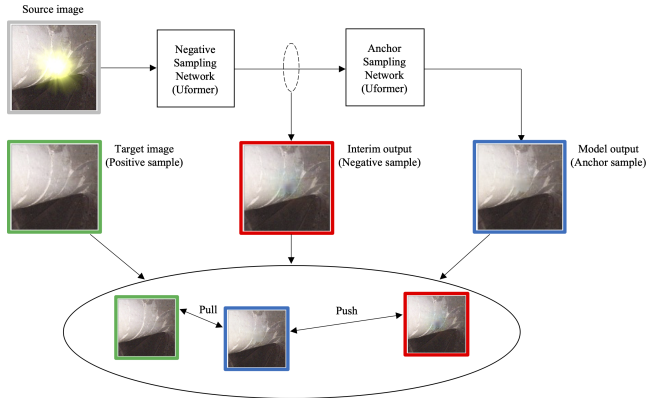 Source image
Negative
Sampling
Network
(Uformer)
Anchor
Sampling
Network
(Uformer)
Target image
(Positive sample)
Interim output
(Negative sample)
Model output
(Anchor sample)
Pull
Push